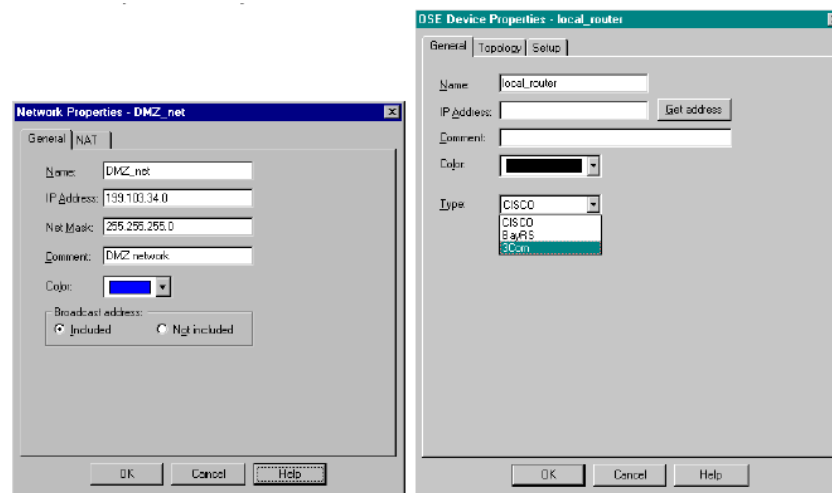 Network Properties - DMZ_net
General NAT
Name: DMZ_net
IP Address: 199.103.34.0
Net Mask: 255.255.255.0
Comment: DMZ network
Color:
Broadcast address:
Included Not included
OK Cancel Help
OSE Device Properties - local_router
General Topology Setup
Name: local_router
IP Address: Get address
Comment:
Color:
Type: CISCO
CISCO
BayRS
3Com
OK Cancel Help